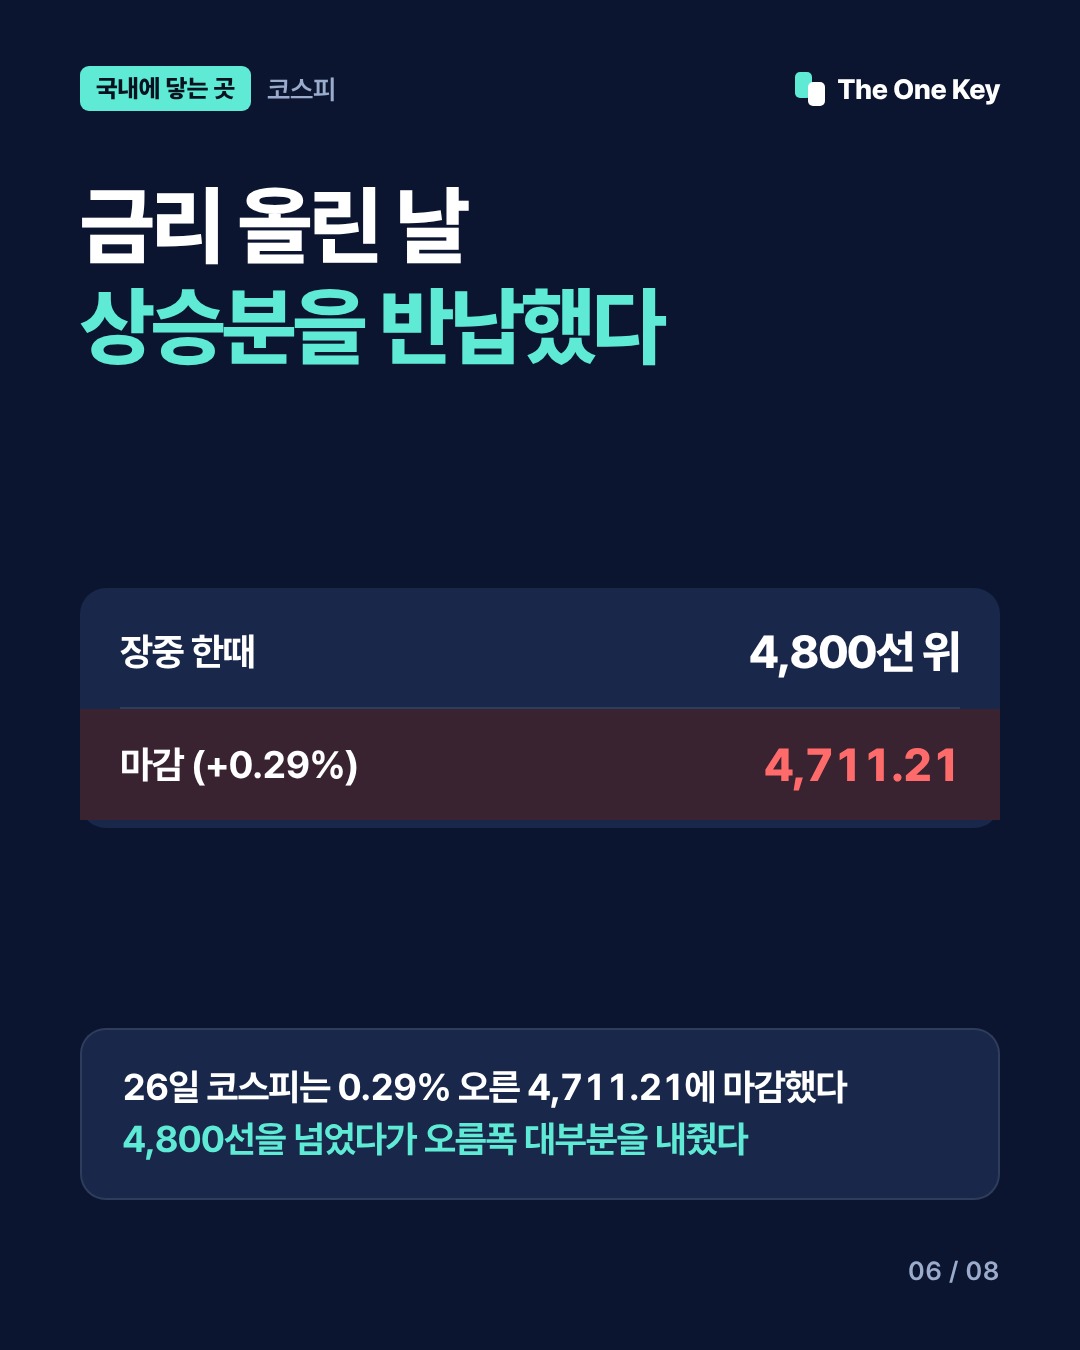 국내에 닿는 곳 코스피
The One Key
금리 올린 날
상승분을 반납했다
장중 한때 4,800선 위
마감 (+0.29%) 4,711.21
26일 코스피는 0.29% 오른 4,711.21에 마감했다
4,800선을 넘었다가 오름폭 대부분을 내줬다
06 / 08